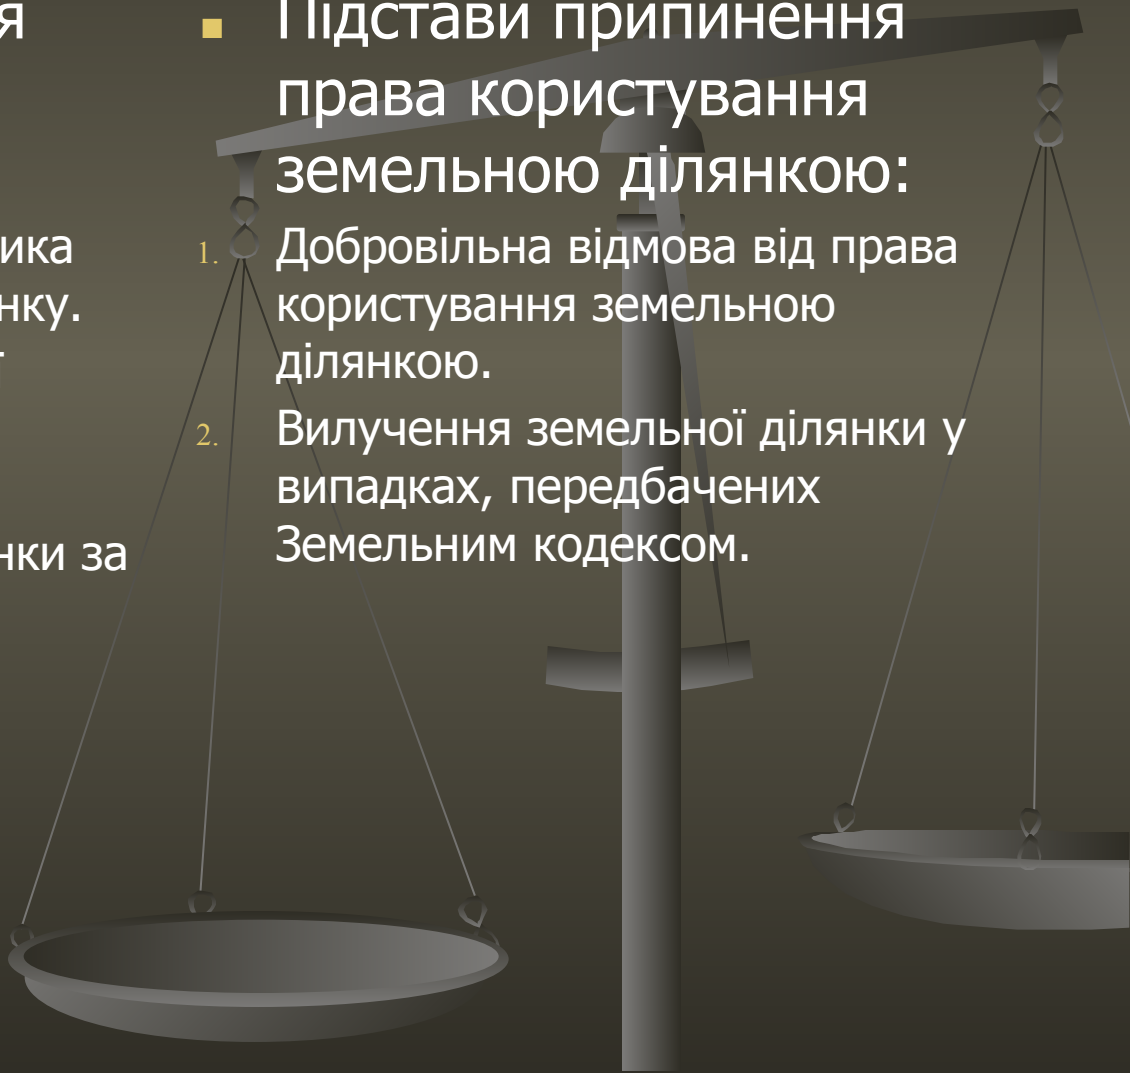 Підстави припинення
права користування
земельною ділянкою:
1. Добровільна відмова від права
користування земельною
ділянкою.
2. Вилучення земельної ділянки у
випадках, передбачених
Земельним кодексом.
за